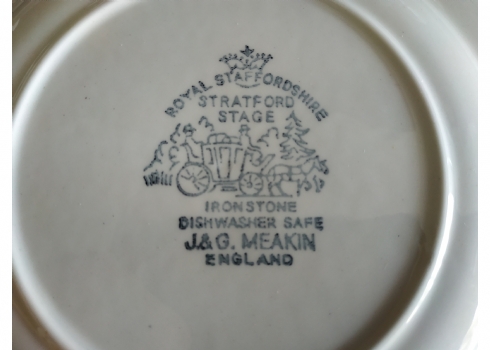 ROYAL STAFFORDSHIRE
STRATFORD
STAGE
IRONSTONE
DISHWASHER SAFE
J&G. MEAKIN
ENGLAND